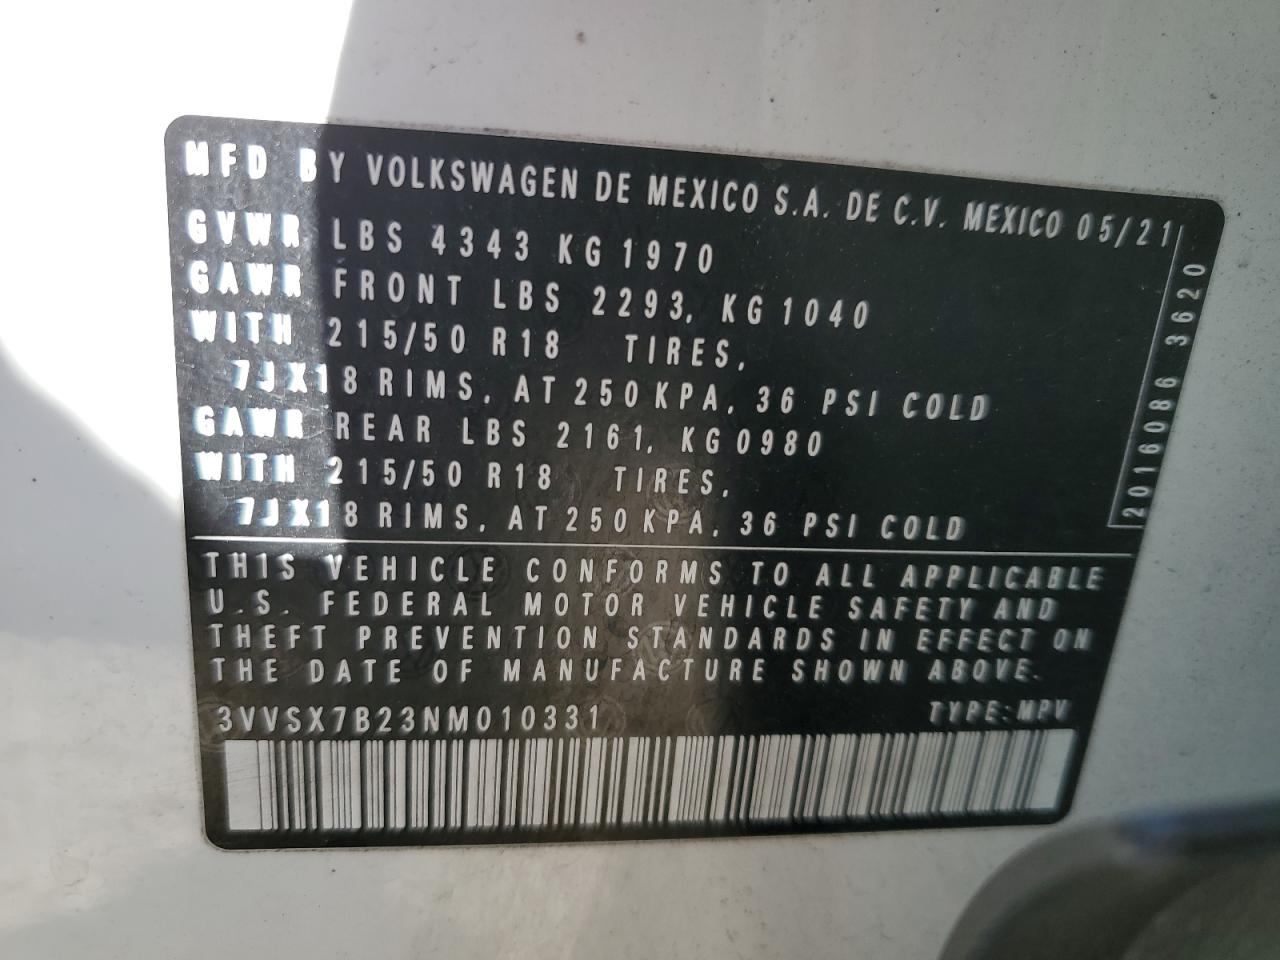 MFD BY VOLKSWAGEN DE MEXICO S.A. DE C.V. MEXICO 05/21
GVWR LBS 4343 KG 1970
GAWR FRONT LBS 2293, KG 1040
WITH 215/50 R18 TIRES,
7JX18 RIMS, AT 250 KPA, 36 PSI COLD
GAWR REAR LBS 2161, KG 0980
WITH 215/50 R18 TIRES,
7JX18 RIMS, AT 250 KPA, 36 PSI COLD
2016086 3620
THIS VEHICLE CONFORMS TO ALL APPLICABLE
U.S. FEDERAL MOTOR VEHICLE SAFETY AND
THEFT PREVENTION STANDARDS IN EFFECT ON
THE DATE OF MANUFACTURE SHOWN ABOVE.
3VVSX7B23NM010331 TYPE:MPV